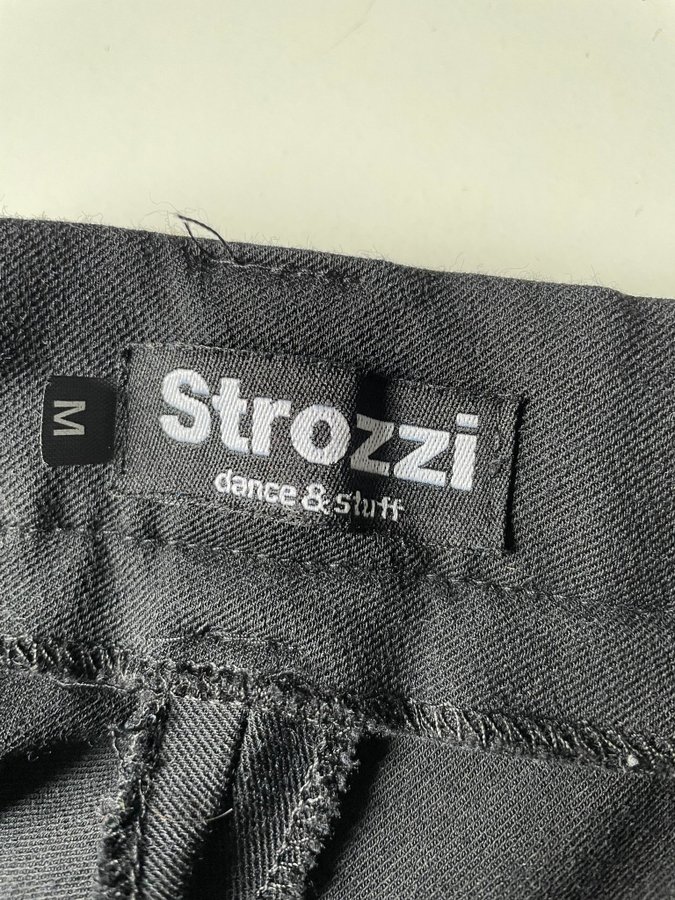 M
Strozzi
dance & stuff